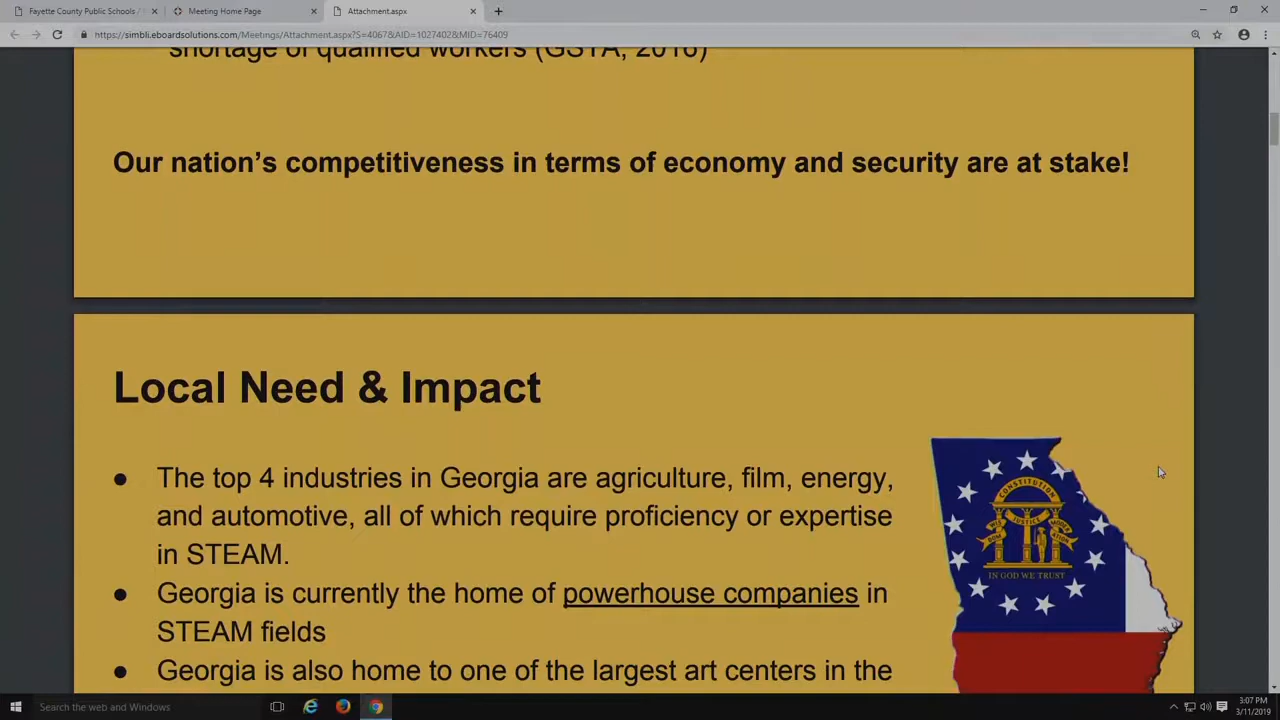 Fayette County Public Schools /
Meeting Home Page
Attachment.aspx
https://simbli.eboardsolutions.com/Meetings/Attachment.aspx?S=4067&AID=1027402&MID=76409
shortage of qualified workers (GSTA, 2016)
Our nation's competitiveness in terms of economy and security are at stake!
Local Need & Impact
● The top 4 industries in Georgia are agriculture, film, energy,
and automotive, all of which require proficiency or expertise
in STEAM.
● Georgia is currently the home of powerhouse companies in
STEAM fields
● Georgia is also home to one of the largest art centers in the
CONSTITUTION
JUSTICE
IN GOD WE TRUST
Search the web and Windows
3:07 PM
3/11/2019